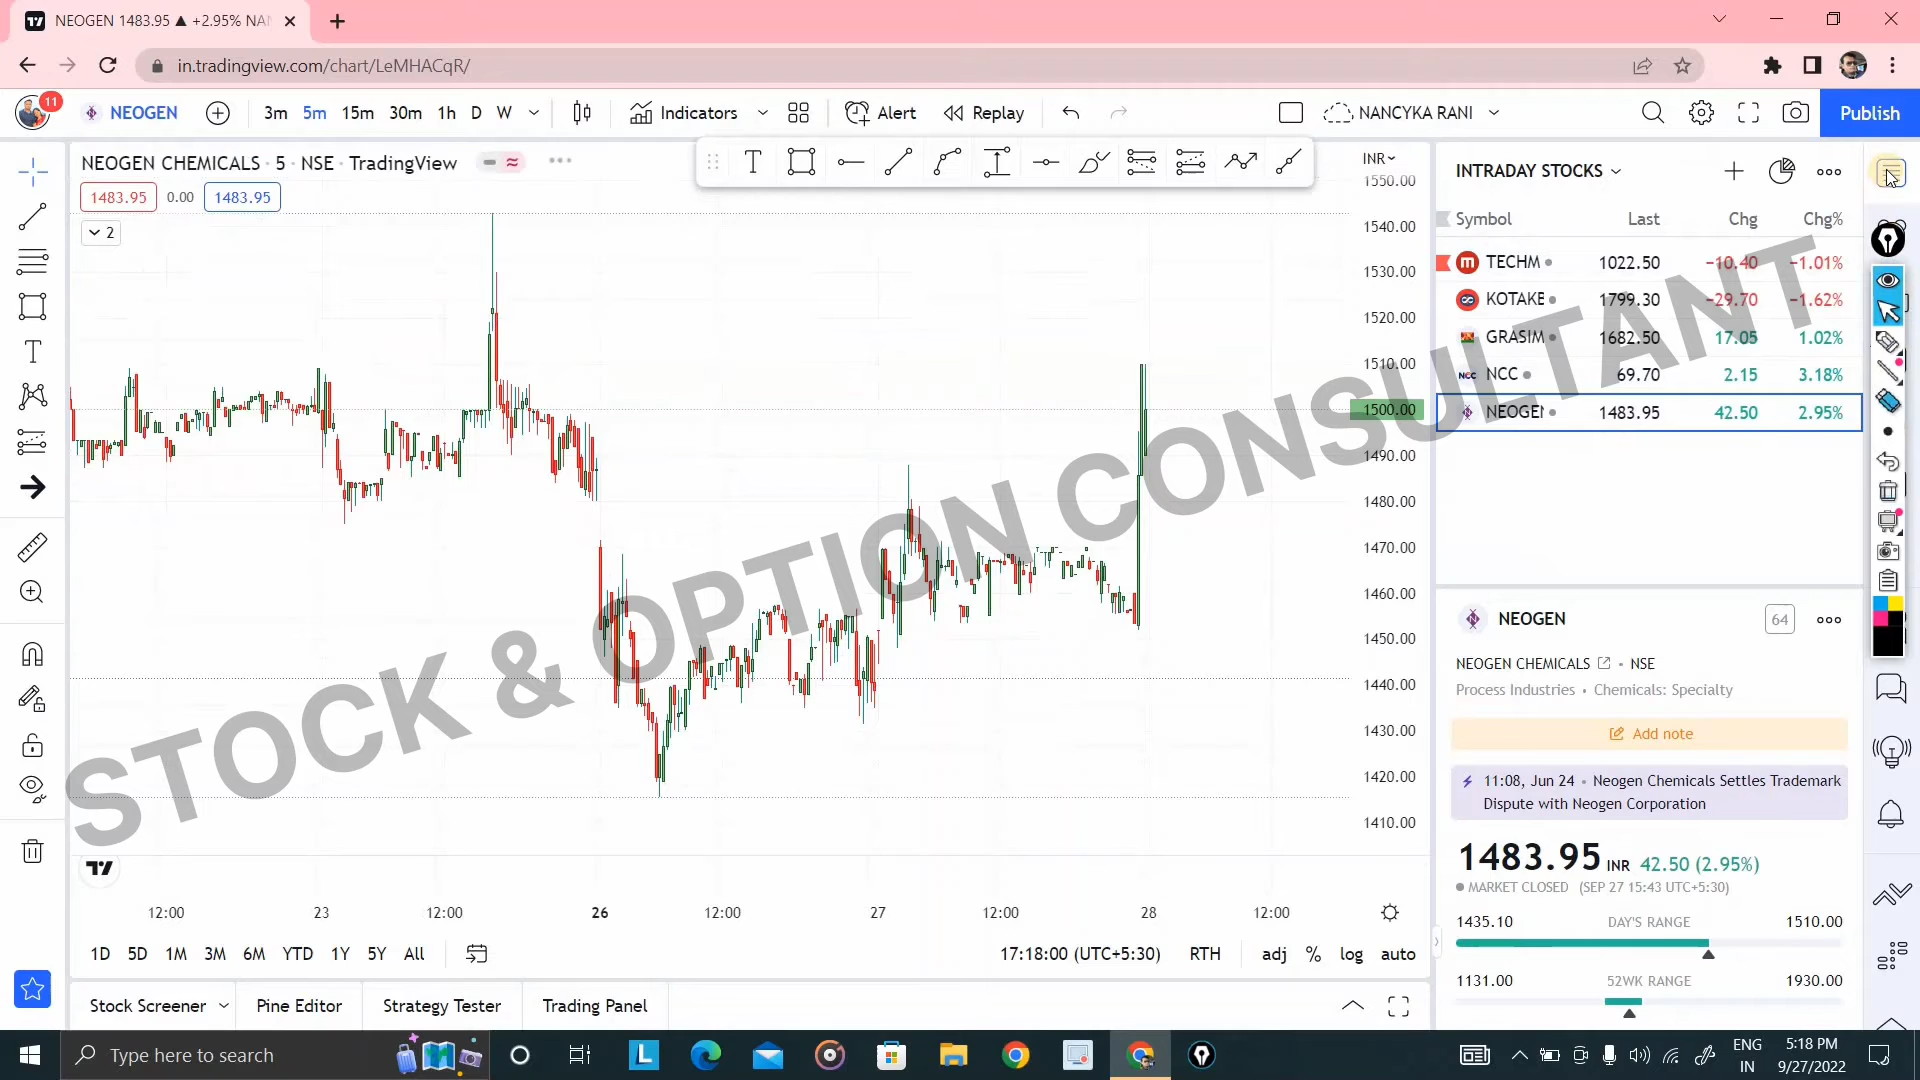 NEOGEN 1483.95 ▲ +2.95% NAN
in.tradingview.com/chart/LeMHACqR/
11
NEOGEN
3m 5m 15m 30m 1h D W
Indicators
Alert
Replay
NANCYKA RANI
Publish
NEOGEN CHEMICALS · 5 · NSE · TradingView
1483.95 0.00 1483.95
2
INR
1550.00
1540.00
1530.00
1520.00
1510.00
1500.00
1490.00
1480.00
1470.00
1460.00
1450.00
1440.00
1430.00
1420.00
1410.00
STOCK & OPTION CONSULTANT
INTRADAY STOCKS
Symbol Last Chg Chg%
TECHM 1022.50 −10.40 −1.01%
KOTAKB 1799.30 −29.70 −1.62%
GRASIM 1682.50 17.05 1.02%
NCC NCC 69.70 2.15 3.18%
NEOGEN 1483.95 42.50 2.95%
NEOGEN 64
NEOGEN CHEMICALS • NSE
Process Industries • Chemicals: Specialty
Add note
11:08, Jun 24 • Neogen Chemicals Settles Trademark
Dispute with Neogen Corporation
1483.95 INR 42.50 (2.95%)
MARKET CLOSED (SEP 27 15:43 UTC+5:30)
1435.10 DAY'S RANGE 1510.00
1131.00 52WK RANGE 1930.00
12:00 23 12:00 26 12:00 27 12:00 28 12:00
1D 5D 1M 3M 6M YTD 1Y 5Y All
17:18:00 (UTC+5:30) RTH adj % log auto
Stock Screener Pine Editor Strategy Tester Trading Panel
Type here to search
L
ENG
IN
5:18 PM
9/27/2022